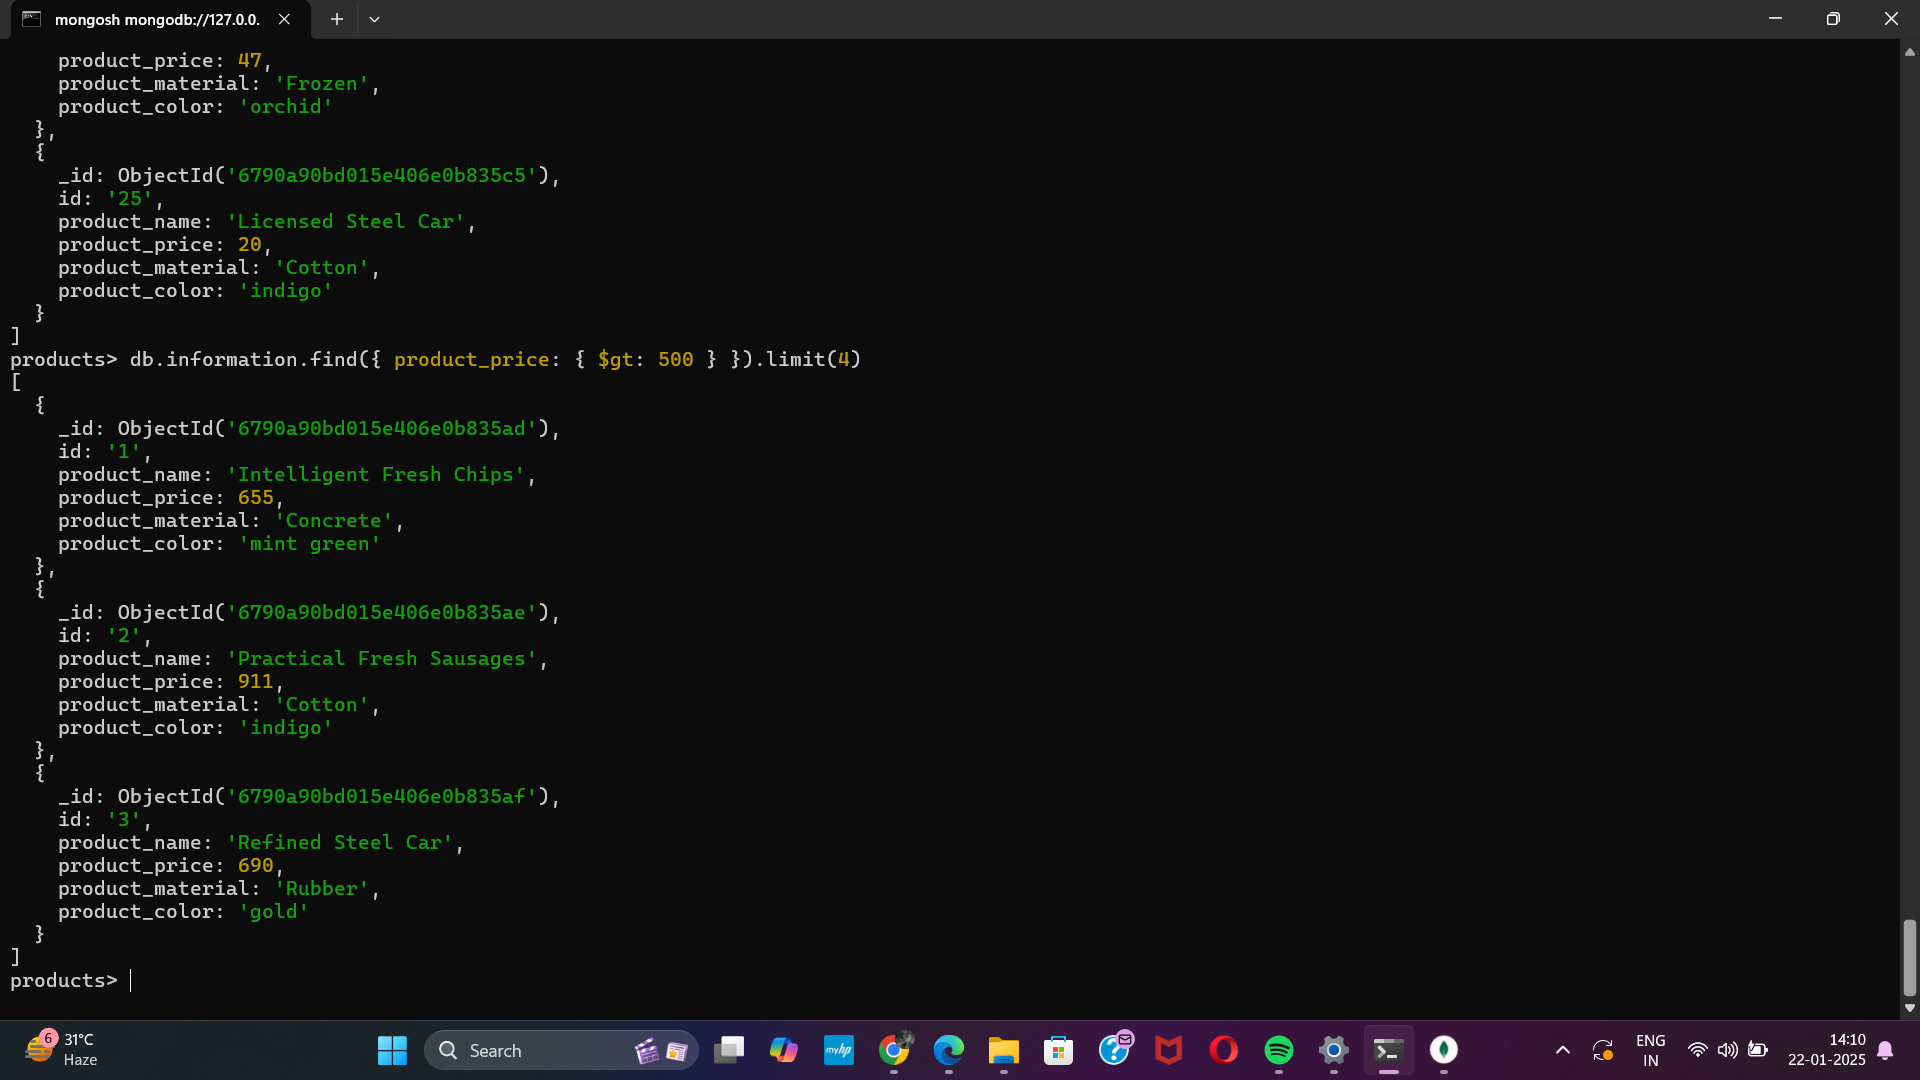 mongosh mongodb://127.0.0.
    product_price: 47,
    product_material: 'Frozen',
    product_color: 'orchid'
  },
  {
    _id: ObjectId('6790a90bd015e406e0b835c5'),
    id: '25',
    product_name: 'Licensed Steel Car',
    product_price: 20,
    product_material: 'Cotton',
    product_color: 'indigo'
  }
]
products> db.information.find({ product_price: { $gt: 500 } }).limit(4)
[
  {
    _id: ObjectId('6790a90bd015e406e0b835ad'),
    id: '1',
    product_name: 'Intelligent Fresh Chips',
    product_price: 655,
    product_material: 'Concrete',
    product_color: 'mint green'
  },
  {
    _id: ObjectId('6790a90bd015e406e0b835ae'),
    id: '2',
    product_name: 'Practical Fresh Sausages',
    product_price: 911,
    product_material: 'Cotton',
    product_color: 'indigo'
  },
  {
    _id: ObjectId('6790a90bd015e406e0b835af'),
    id: '3',
    product_name: 'Refined Steel Car',
    product_price: 690,
    product_material: 'Rubber',
    product_color: 'gold'
  }
]
products>
6
31°C
Haze
Search
myhp
ENG
IN
14:10
22-01-2025